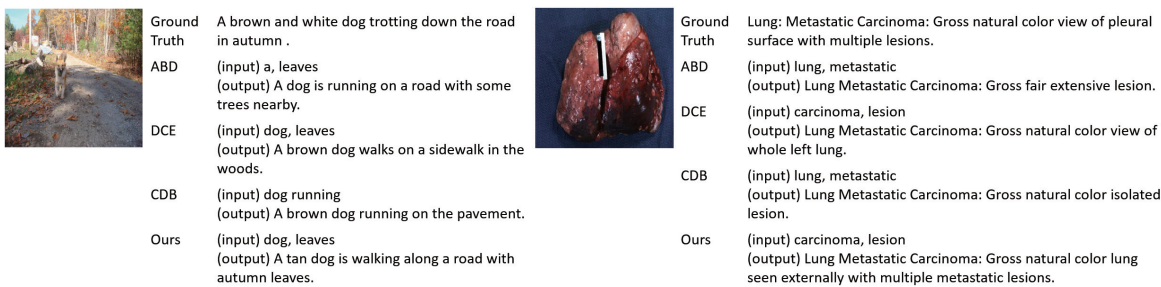 Ground Truth
A brown and white dog trotting down the road
in autumn .
ABD
(input) a, leaves
(output) A dog is running on a road with some
trees nearby.
DCE
(input) dog, leaves
(output) A brown dog walks on a sidewalk in the
woods.
CDB
(input) dog running
(output) A brown dog running on the pavement.
Ours
(input) dog, leaves
(output) A tan dog is walking along a road with
autumn leaves.
Ground Truth
Lung: Metastatic Carcinoma: Gross natural color view of pleural
surface with multiple lesions.
ABD
(input) lung, metastatic
(output) Lung Metastatic Carcinoma: Gross fair extensive lesion.
DCE
(input) carcinoma, lesion
(output) Lung Metastatic Carcinoma: Gross natural color view of
whole left lung.
CDB
(input) lung, metastatic
(output) Lung Metastatic Carcinoma: Gross natural color isolated
lesion.
Ours
(input) carcinoma, lesion
(output) Lung Metastatic Carcinoma: Gross natural color lung
seen externally with multiple metastatic lesions.